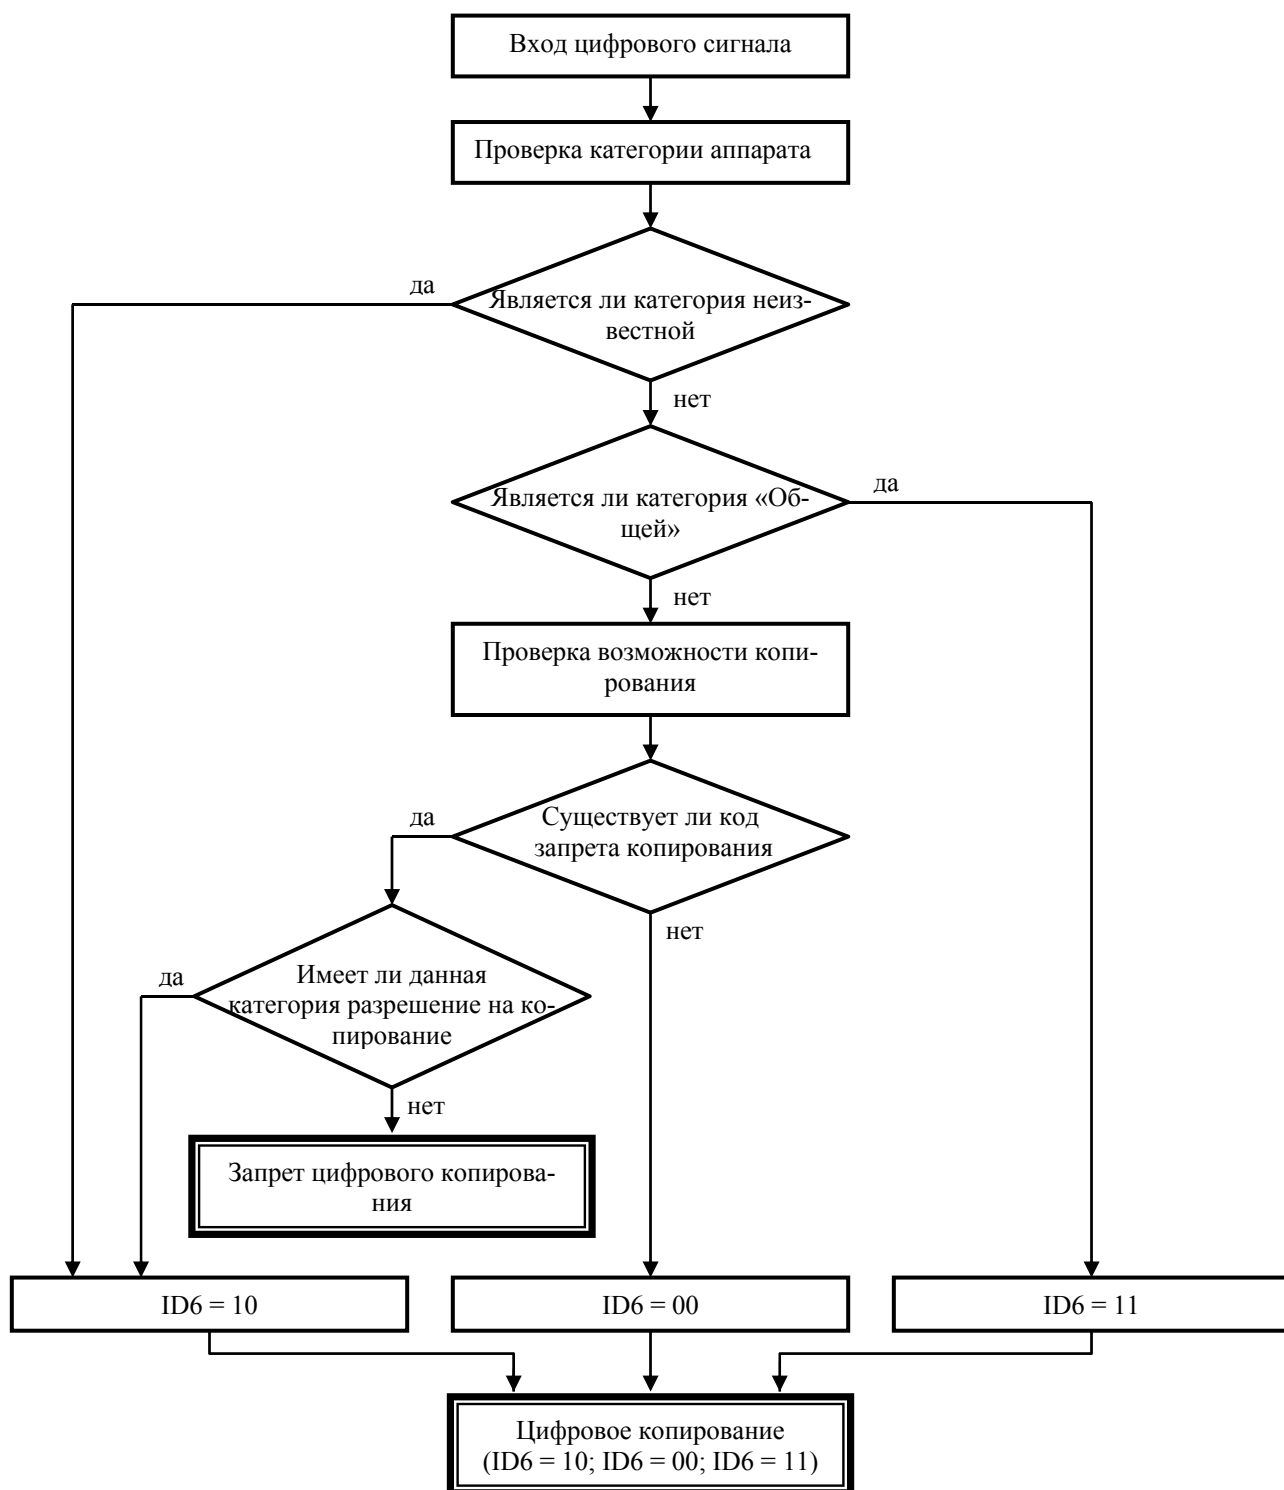 Вход цифрового сигнала
Проверка категории аппарата
да
Является ли категория неиз-
вестной
нет
да
Является ли категория «Об-
щей»
нет
Проверка возможности копи-
рования
да
Существует ли код
запрета копирования
нет
да
Имеет ли данная
категория разрешение на ко-
пирование
нет
Запрет цифрового копирова-
ния
ID6 = 10
ID6 = 00
ID6 = 11
Цифровое копирование
(ID6 = 10; ID6 = 00; ID6 = 11)